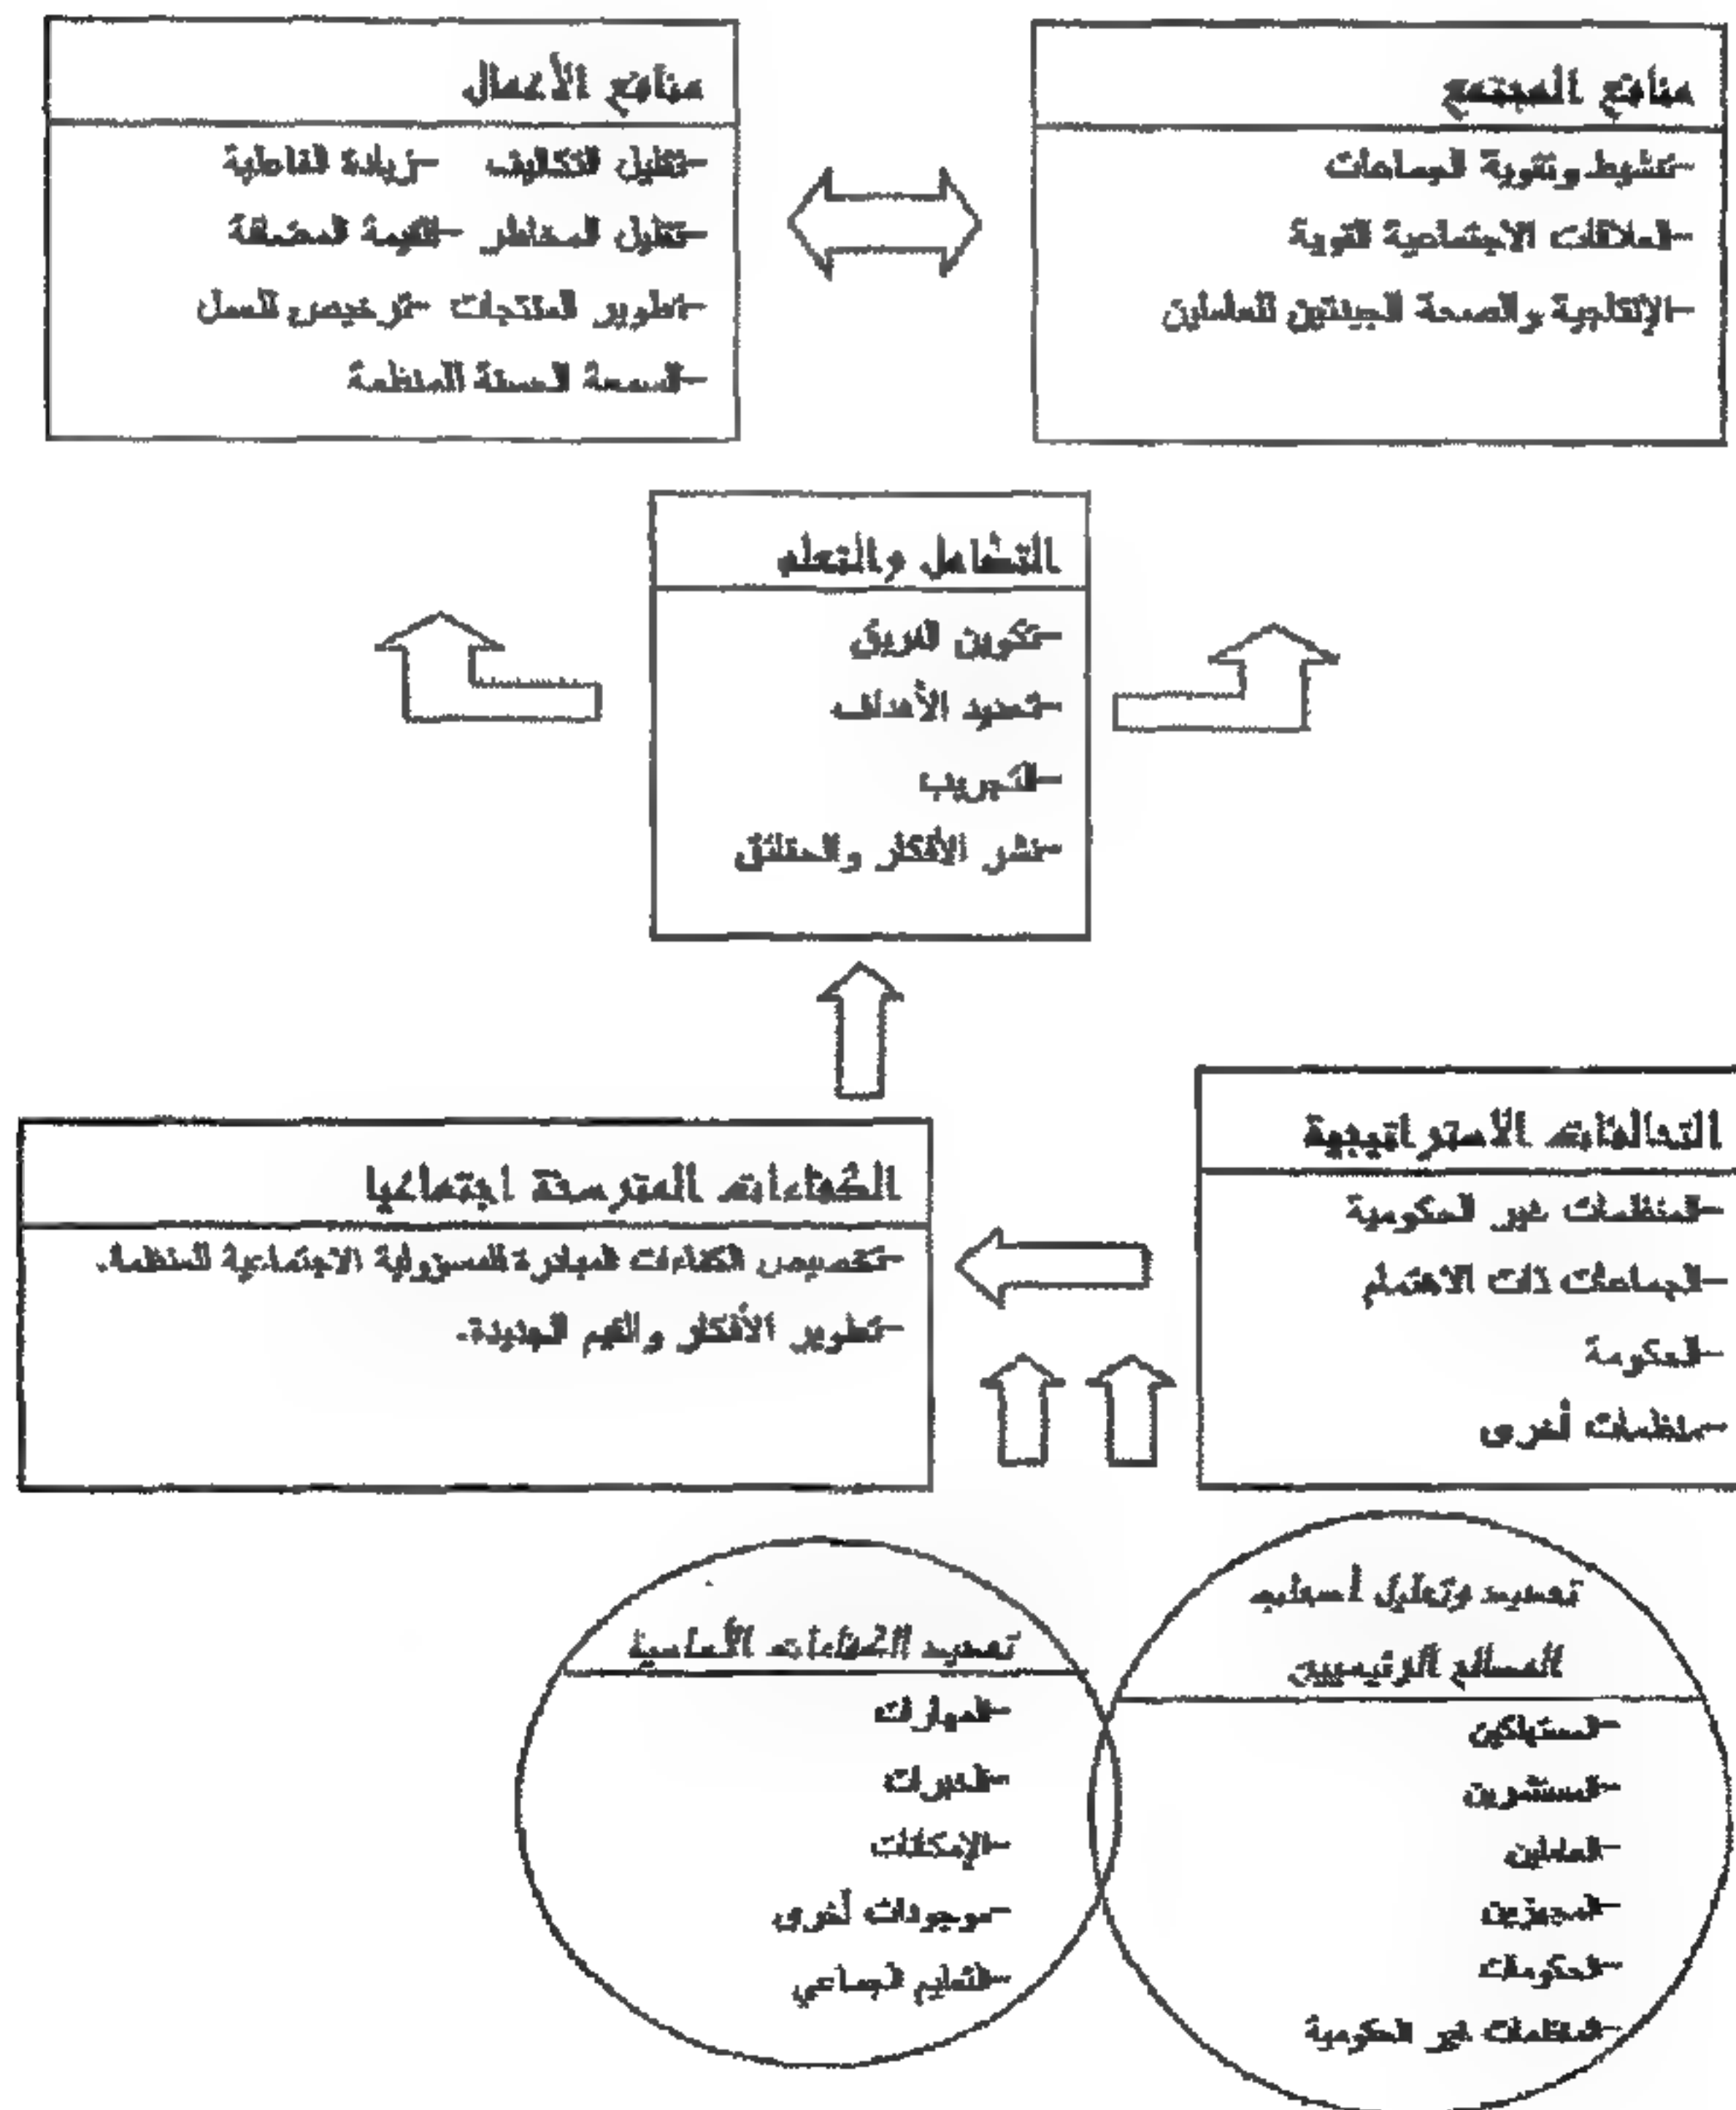 منافع المجتمع
-تنشيط وتقوية الجماعات
-العلاقات الاجتماعية القوية
-الإنتاجية والصحة الجيدتين للعاملين
منافع الأعمال
-تقليل التكاليف -زيادة الفاعلية
-تقليل المخاطر -القيمة المضافة
-تطوير المنتجات -ترخيص للعمل
-السمعة الحسنة للمنظمة
التفاعل والتعلم
-تكوين الفريق
-تحديد الأهداف
-التجريب
-نشر الأفكار والحقائق
التحالفات الاستراتيجية
-المنظمات غير الحكومية
-الجماعات ذات الاهتمام
-الحكومة
-منظمات أخرى
الكفاءات المترسخة اجتماعيا
-تخصيص الكفاءات المبادرة للمسؤولية الاجتماعية للمنظمة.
-تطوير الأفكار والقيم الجديدة.
تحديد وتحليل أصحاب
المصالح الرئيسيين
-المستهلكين
-المستثمرين
-العاملين
-المجهزين
-الحكومات
-المنظمات غير الحكومية
تحديد الكفاءات الأساسية
-المهارات
-الخبرات
-الإمكانات
-موجودات أخرى
-التعليم الجماعي